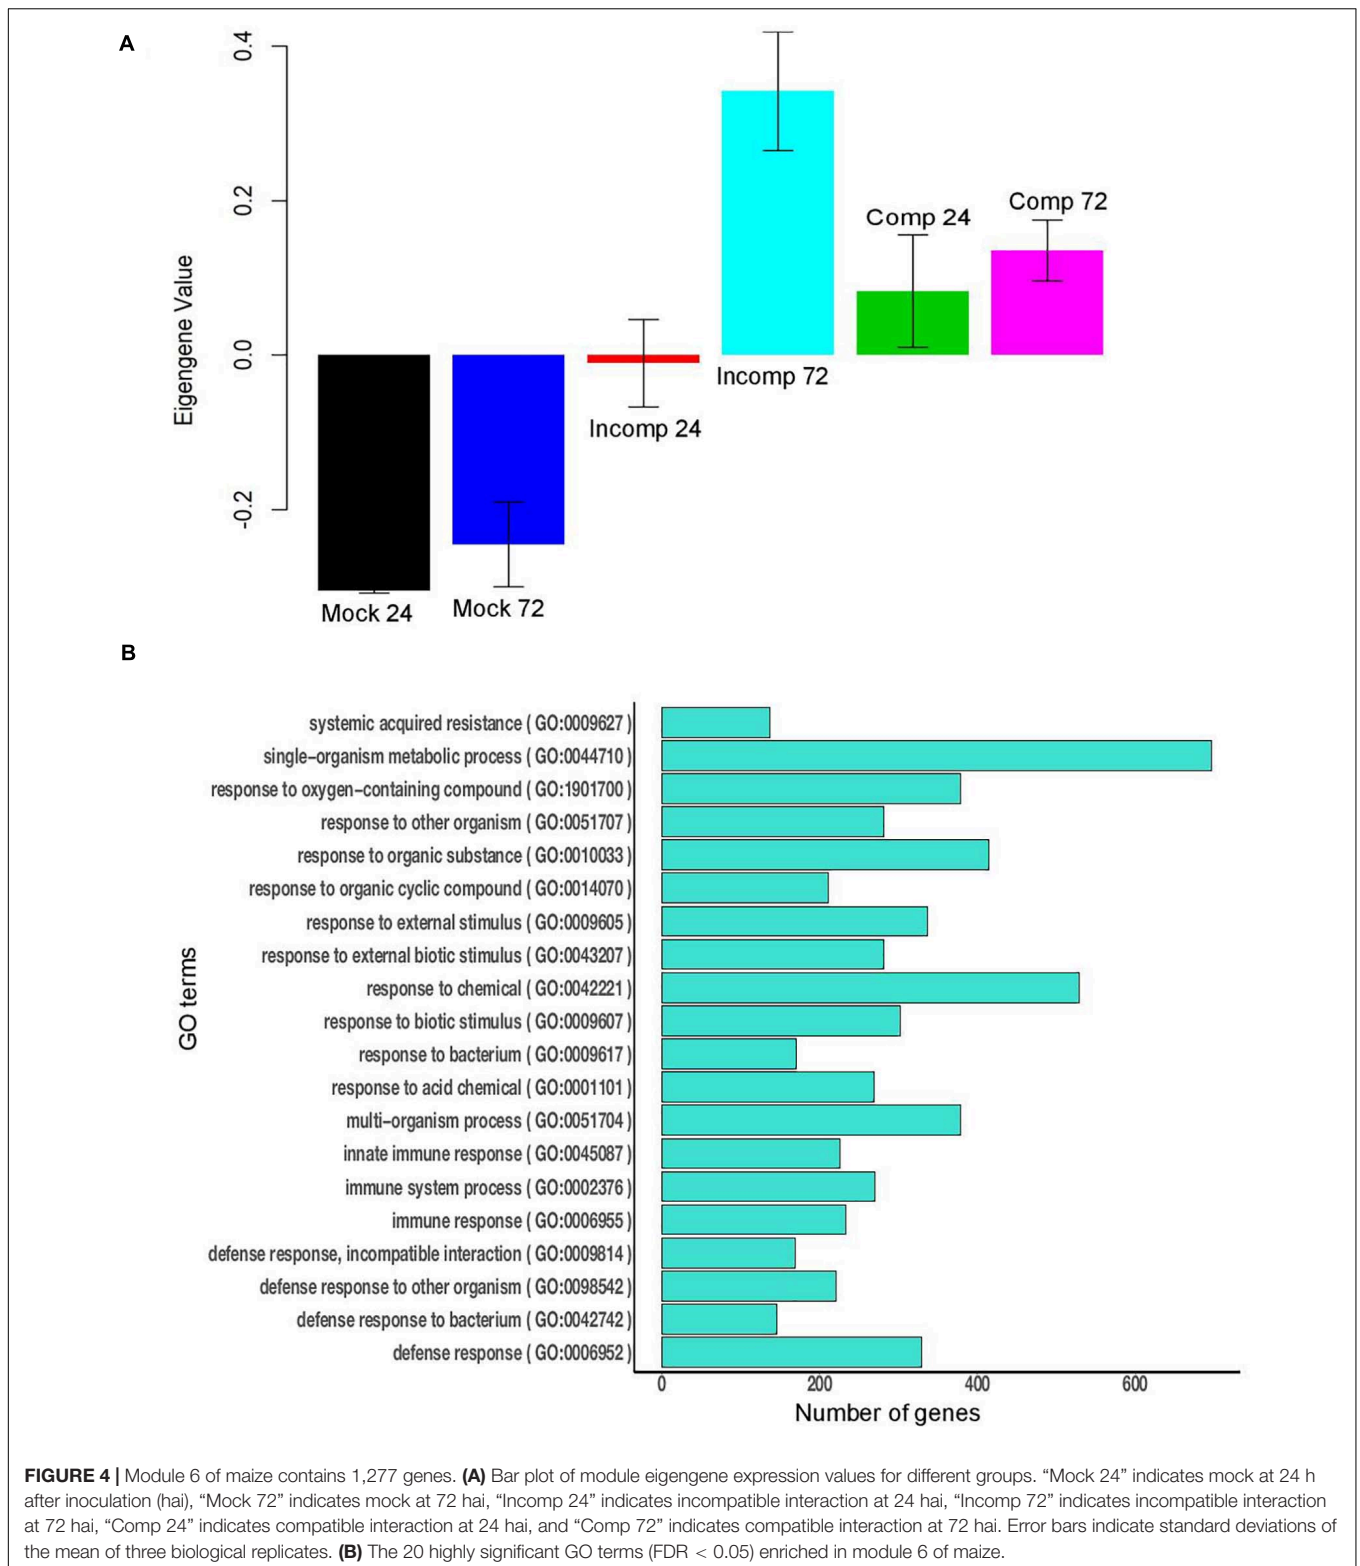 A
0.4
0.2
0.0
-0.2
Eigengene Value
Mock 24
Mock 72
Incomp 24
Incomp 72
Comp 24
Comp 72
B
GO terms
systemic acquired resistance ( GO:0009627 )
single-organism metabolic process ( GO:0044710 )
response to oxygen-containing compound ( GO:1901700 )
response to other organism ( GO:0051707 )
response to organic substance ( GO:0010033 )
response to organic cyclic compound ( GO:0014070 )
response to external stimulus ( GO:0009605 )
response to external biotic stimulus ( GO:0043207 )
response to chemical ( GO:0042221 )
response to biotic stimulus ( GO:0009607 )
response to bacterium ( GO:0009617 )
response to acid chemical ( GO:0001101 )
multi-organism process ( GO:0051704 )
innate immune response ( GO:0045087 )
immune system process ( GO:0002376 )
immune response ( GO:0006955 )
defense response, incompatible interaction ( GO:0009814 )
defense response to other organism ( GO:0098542 )
defense response to bacterium ( GO:0042742 )
defense response ( GO:0006952 )
0 200 400 600
Number of genes
FIGURE 4 | Module 6 of maize contains 1,277 genes. (A) Bar plot of module eigengene expression values for different groups. “Mock 24” indicates mock at 24 h
after inoculation (hai), “Mock 72” indicates mock at 72 hai, “Incomp 24” indicates incompatible interaction at 24 hai, “Incomp 72” indicates incompatible interaction
at 72 hai, “Comp 24” indicates compatible interaction at 24 hai, and “Comp 72” indicates compatible interaction at 72 hai. Error bars indicate standard deviations of
the mean of three biological replicates. (B) The 20 highly significant GO terms (FDR < 0.05) enriched in module 6 of maize.